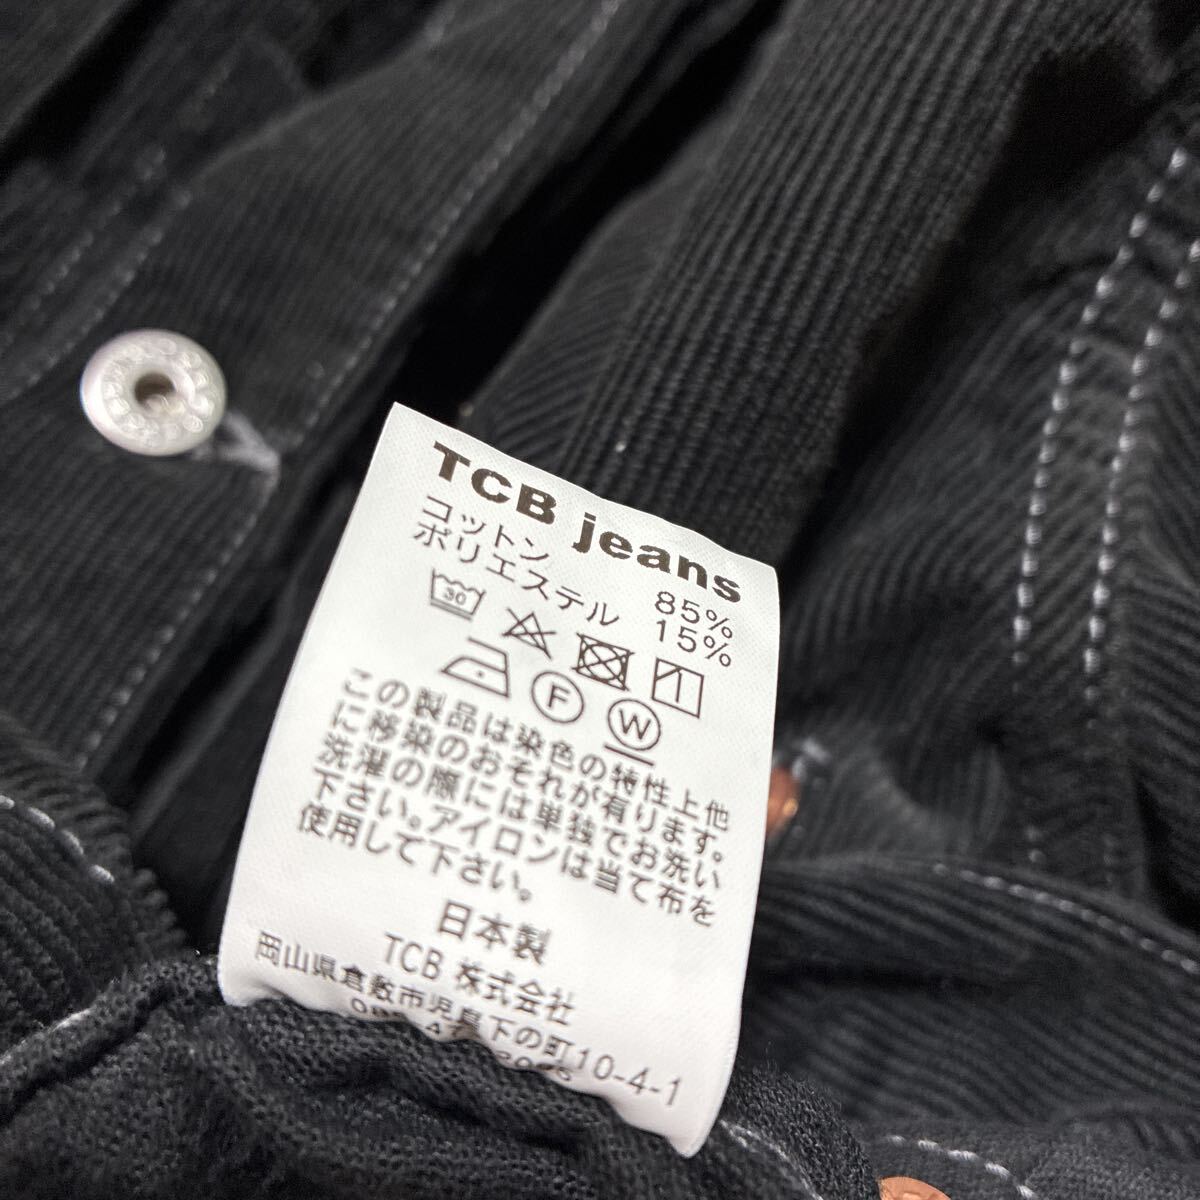 TCB jeans
コットン 85%
ポリエステル 15%
30
F W
この製品は染色の特性上他
に移染のおそれが有ります。
洗濯の際には単独でお洗い
下さい。アイロンは当て布を
使用して下さい。
日本製
TCB 株式会社
岡山県倉敷市児島下の町10-4-1